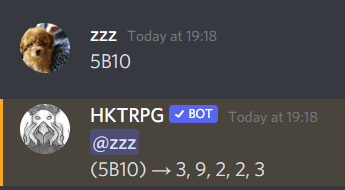 zzz Today at 19:18
5B10
HKTRPG ✓ BOT Today at 19:18
@zzz
(5B10) → 3, 9, 2, 2, 3